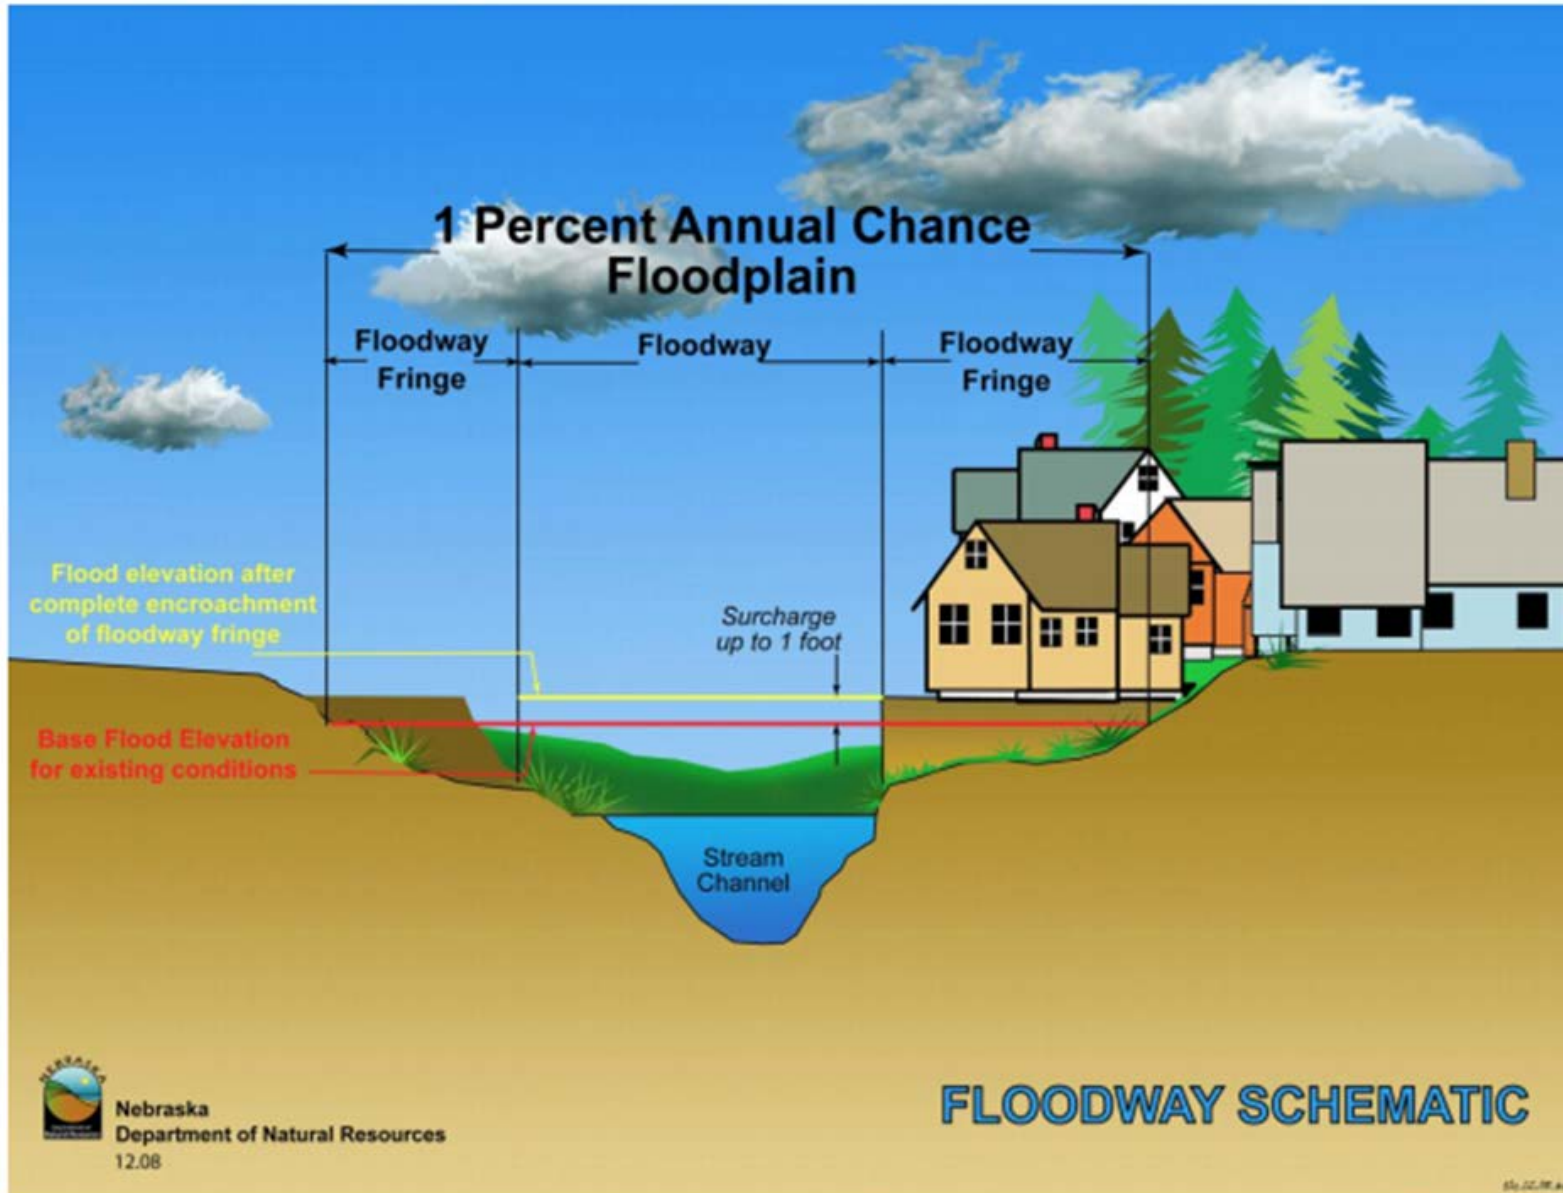 1 Percent Annual Chance
Floodplain
Floodway
Fringe
Floodway
Floodway
Fringe
Flood elevation after
complete encroachment
of floodway fringe
Surcharge
up to 1 foot
Base Flood Elevation
for existing conditions
Stream
Channel
NEBRASKA
Nebraska
Department of Natural Resources
12.08
FLOODWAY SCHEMATIC